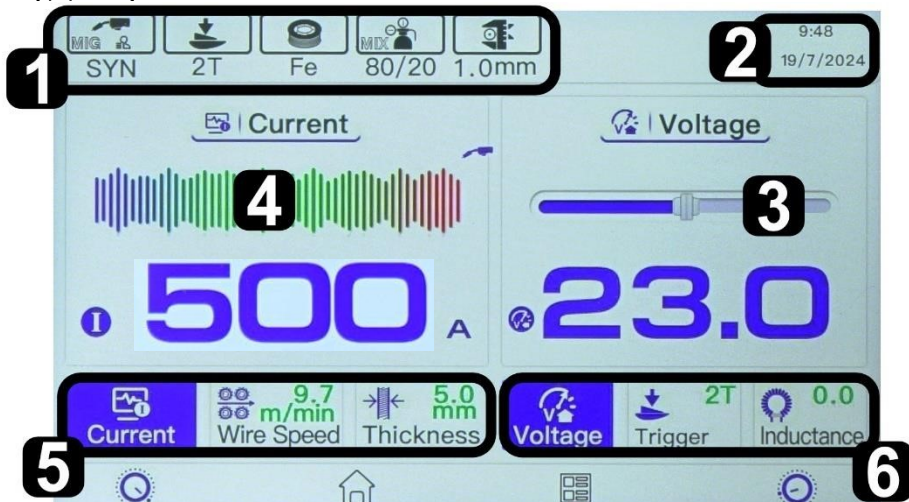 1
MIG
SYN
2T
Fe
MIX
80/20
1.0mm
2
9:48
19/7/2024
Current
Voltage
4
3
I
500
A
V
23.0
Current
9.7
m/min
Wire Speed
5.0
mm
Thickness
V
Voltage
2T
Trigger
0.0
Inductance
5
6